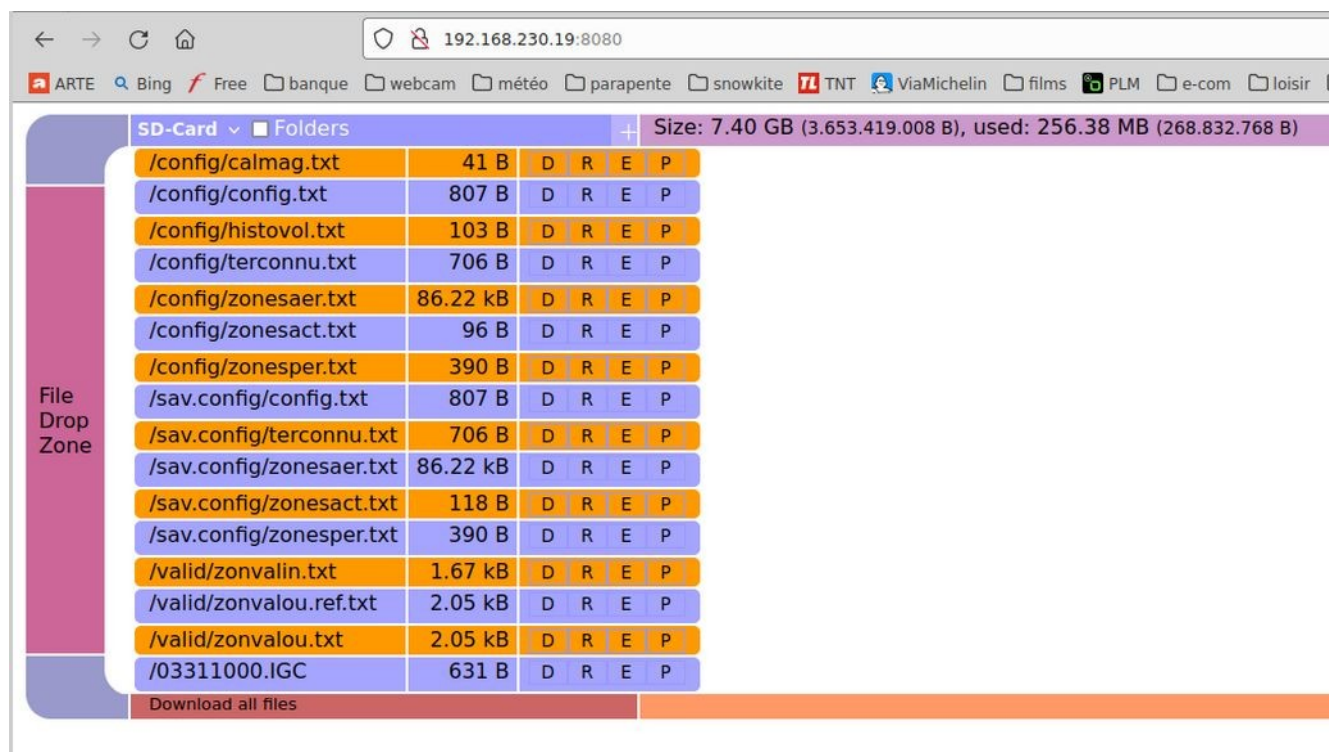 192.168.230.19:8080
ARTE Bing Free banque webcam météo parapente snowkite TNT ViaMichelin films PLM e-com loisir
SD-Card Folders + Size: 7.40 GB (3.653.419.008 B), used: 256.38 MB (268.832.768 B)
/config/calmag.txt 41 B D R E P
/config/config.txt 807 B D R E P
/config/histovol.txt 103 B D R E P
/config/terconnu.txt 706 B D R E P
/config/zonesaer.txt 86.22 kB D R E P
/config/zonesact.txt 96 B D R E P
/config/zonesper.txt 390 B D R E P
File Drop Zone
/sav.config/config.txt 807 B D R E P
/sav.config/terconnu.txt 706 B D R E P
/sav.config/zonesaer.txt 86.22 kB D R E P
/sav.config/zonesact.txt 118 B D R E P
/sav.config/zonesper.txt 390 B D R E P
/valid/zonvalin.txt 1.67 kB D R E P
/valid/zonvalou.ref.txt 2.05 kB D R E P
/valid/zonvalou.txt 2.05 kB D R E P
/03311000.IGC 631 B D R E P
Download all files